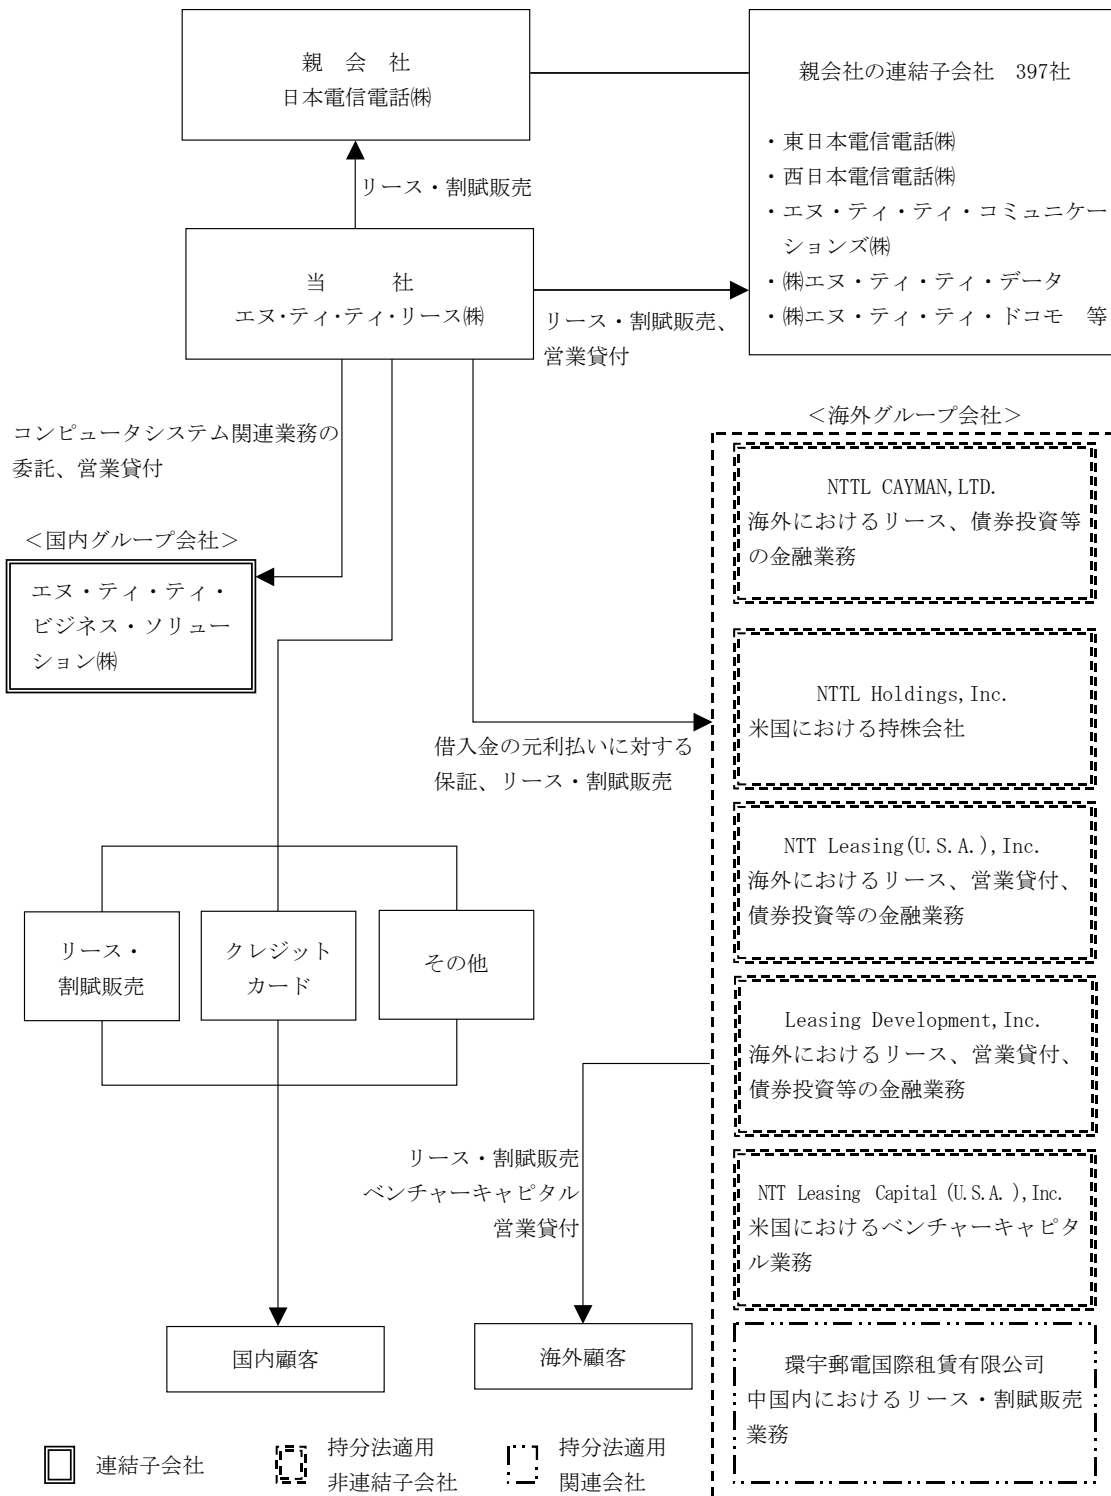 親　会　社
日本電信電話㈱
親会社の連結子会社　397社
・東日本電信電話㈱
・西日本電信電話㈱
・エヌ・ティ・ティ・コミュニケー
ションズ㈱
・㈱エヌ・ティ・ティ・データ
・㈱エヌ・ティ・ティ・ドコモ　等
リース・割賦販売
当　　　社
エヌ・ティ・ティ・リース㈱
リース・割賦販売、
営業貸付
コンピュータシステム関連業務の
委託、営業貸付
＜国内グループ会社＞
エヌ・ティ・ティ・
ビジネス・ソリュー
ション㈱
＜海外グループ会社＞
NTTL CAYMAN,LTD.
海外におけるリース、債券投資等
の金融業務
NTTL Holdings,Inc.
米国における持株会社
借入金の元利払いに対する
保証、リース・割賦販売
NTT Leasing(U.S.A.),Inc.
海外におけるリース、営業貸付、
債券投資等の金融業務
リース・
割賦販売
クレジット
カード
その他
Leasing Development,Inc.
海外におけるリース、営業貸付、
債券投資等の金融業務
リース・割賦販売
ベンチャーキャピタル
営業貸付
NTT Leasing Capital (U.S.A.),Inc.
米国におけるベンチャーキャピタ
ル業務
国内顧客
海外顧客
環宇郵電国際租賃有限公司
中国内におけるリース・割賦販売
業務
連結子会社
持分法適用
非連結子会社
持分法適用
関連会社